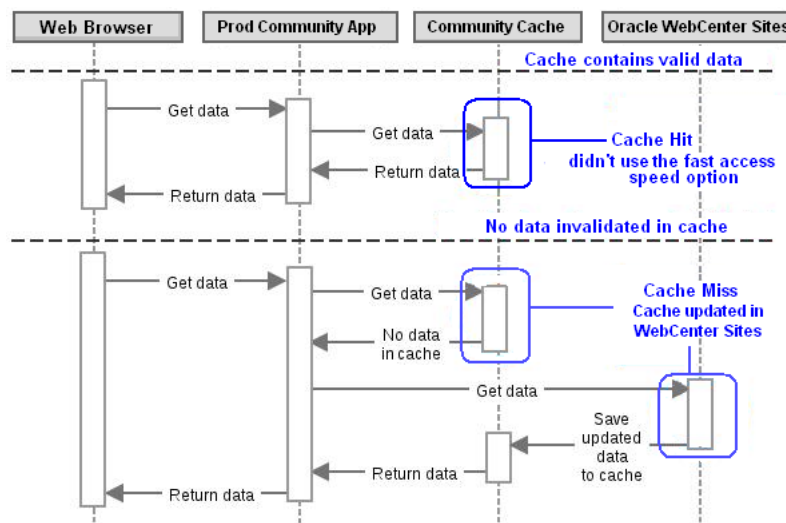 Web Browser
Prod Community App
Community Cache
Oracle WebCenter Sites
Cache contains valid data
Get data
Get data
Cache Hit
didn't use the fast access
speed option
Return data
Return data
No data invalidated in cache
Get data
Get data
Cache Miss
Cache updated in
WebCenter Sites
No data
in cache
Get data
Save
updated
data
to cache
Return data
Return data